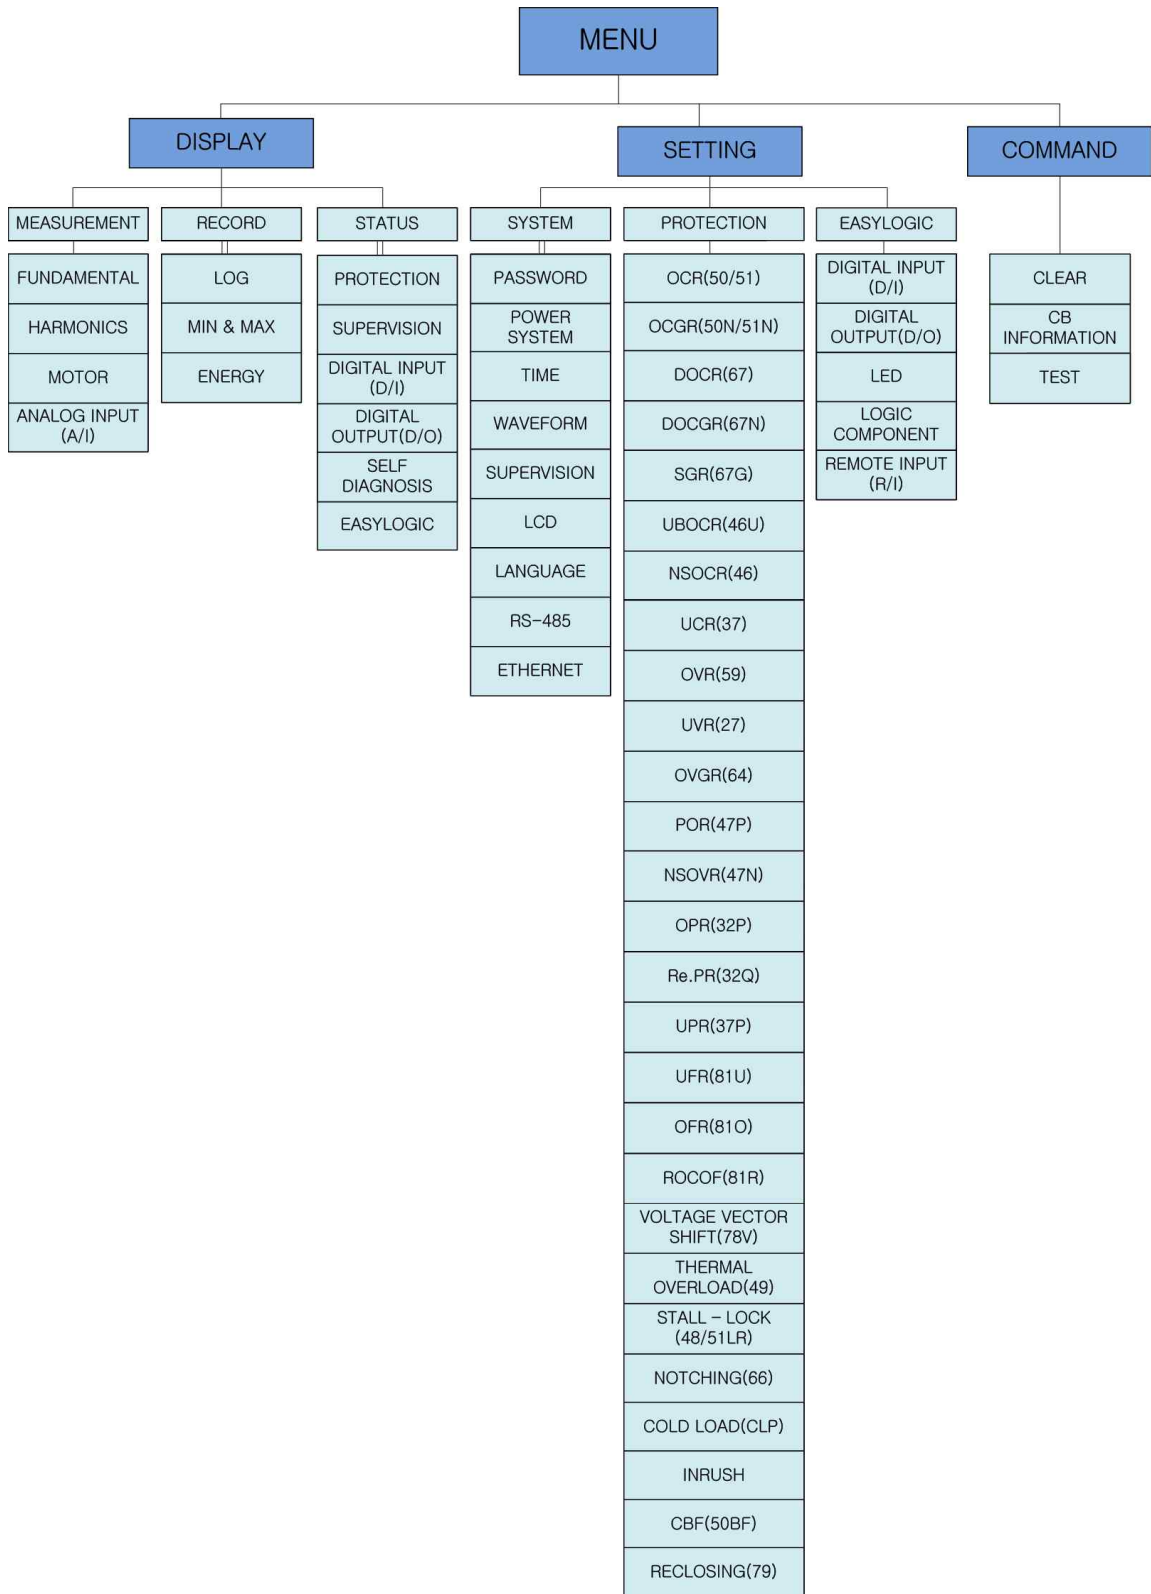 MENU
DISPLAY
SETTING
COMMAND
MEASUREMENT
FUNDAMENTAL
HARMONICS
MOTOR
ANALOG INPUT
(A/I)
RECORD
LOG
MIN & MAX
ENERGY
STATUS
PROTECTION
SUPERVISION
DIGITAL INPUT
(D/I)
DIGITAL
OUTPUT(D/O)
SELF
DIAGNOSIS
EASYLOGIC
SYSTEM
PASSWORD
POWER
SYSTEM
TIME
WAVEFORM
SUPERVISION
LCD
LANGUAGE
RS-485
ETHERNET
PROTECTION
OCR(50/51)
OCGR(50N/51N)
DOCR(67)
DOCGR(67N)
SGR(67G)
UBOCR(46U)
NSOCR(46)
UCR(37)
OVR(59)
UVR(27)
OVGR(64)
POR(47P)
NSOVR(47N)
OPR(32P)
Re.PR(32Q)
UPR(37P)
UFR(81U)
OFR(81O)
ROCOF(81R)
VOLTAGE VECTOR
SHIFT(78V)
THERMAL
OVERLOAD(49)
STALL - LOCK
(48/51LR)
NOTCHING(66)
COLD LOAD(CLP)
INRUSH
CBF(50BF)
RECLOSING(79)
EASYLOGIC
DIGITAL INPUT
(D/I)
DIGITAL
OUTPUT(D/O)
LED
LOGIC
COMPONENT
REMOTE INPUT
(R/I)
CLEAR
CB
INFORMATION
TEST